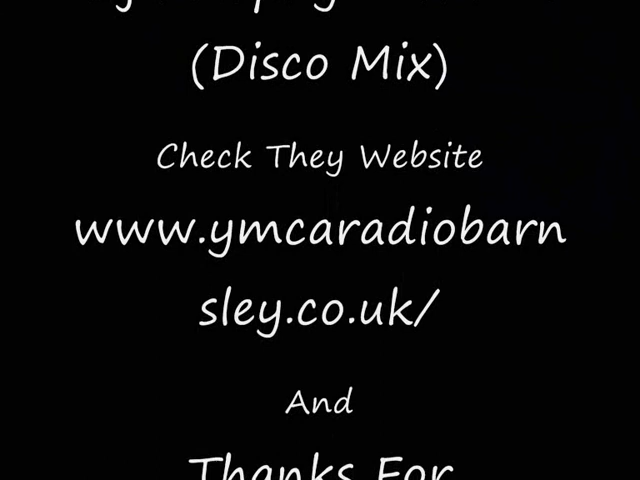 (Disco Mix)
Check They Website
www.ymcaradiobarn
sley.co.uk/
And
Thanks For